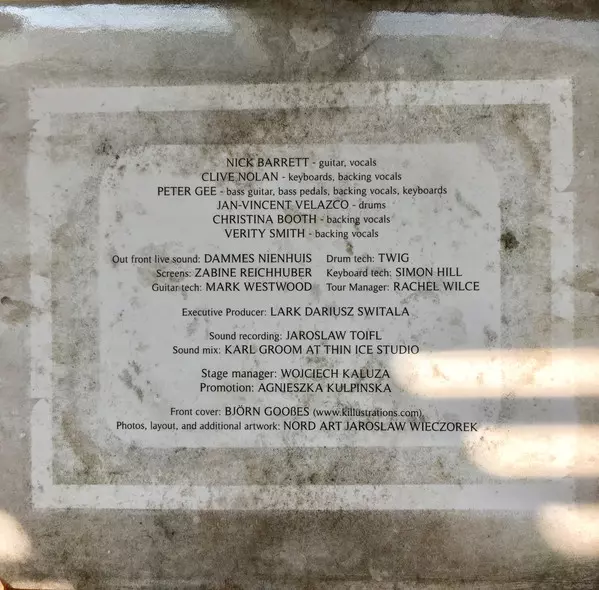 NICK BARRETT - guitar, vocals
CLIVE NOLAN - keyboards, backing vocals
PETER GEE - bass guitar, bass pedals, backing vocals, keyboards
JAN-VINCENT VELAZCO - drums
CHRISTINA BOOTH - backing vocals
VERITY SMITH - backing vocals
Out front live sound: DAMMES NIENHUIS Drum tech: TWIG
Screens: ZABINE REICHHUBER Keyboard tech: SIMON HILL
Guitar tech: MARK WESTWOOD Tour Manager: RACHEL WILCE
Executive Producer: LARK DARIUSZ SWITALA
Sound recording: JAROSLAW TOIFL
Sound mix: KARL GROOM AT THIN ICE STUDIO
Stage manager: WOJCIECH KALUZA
Promotion: AGNIESZKA KULPINSKA
Front cover: BJÖRN GOOßES (www.killustrations.com)
Photos, layout, and additional artwork: NORD ART JAROSLAW WIECZOREK